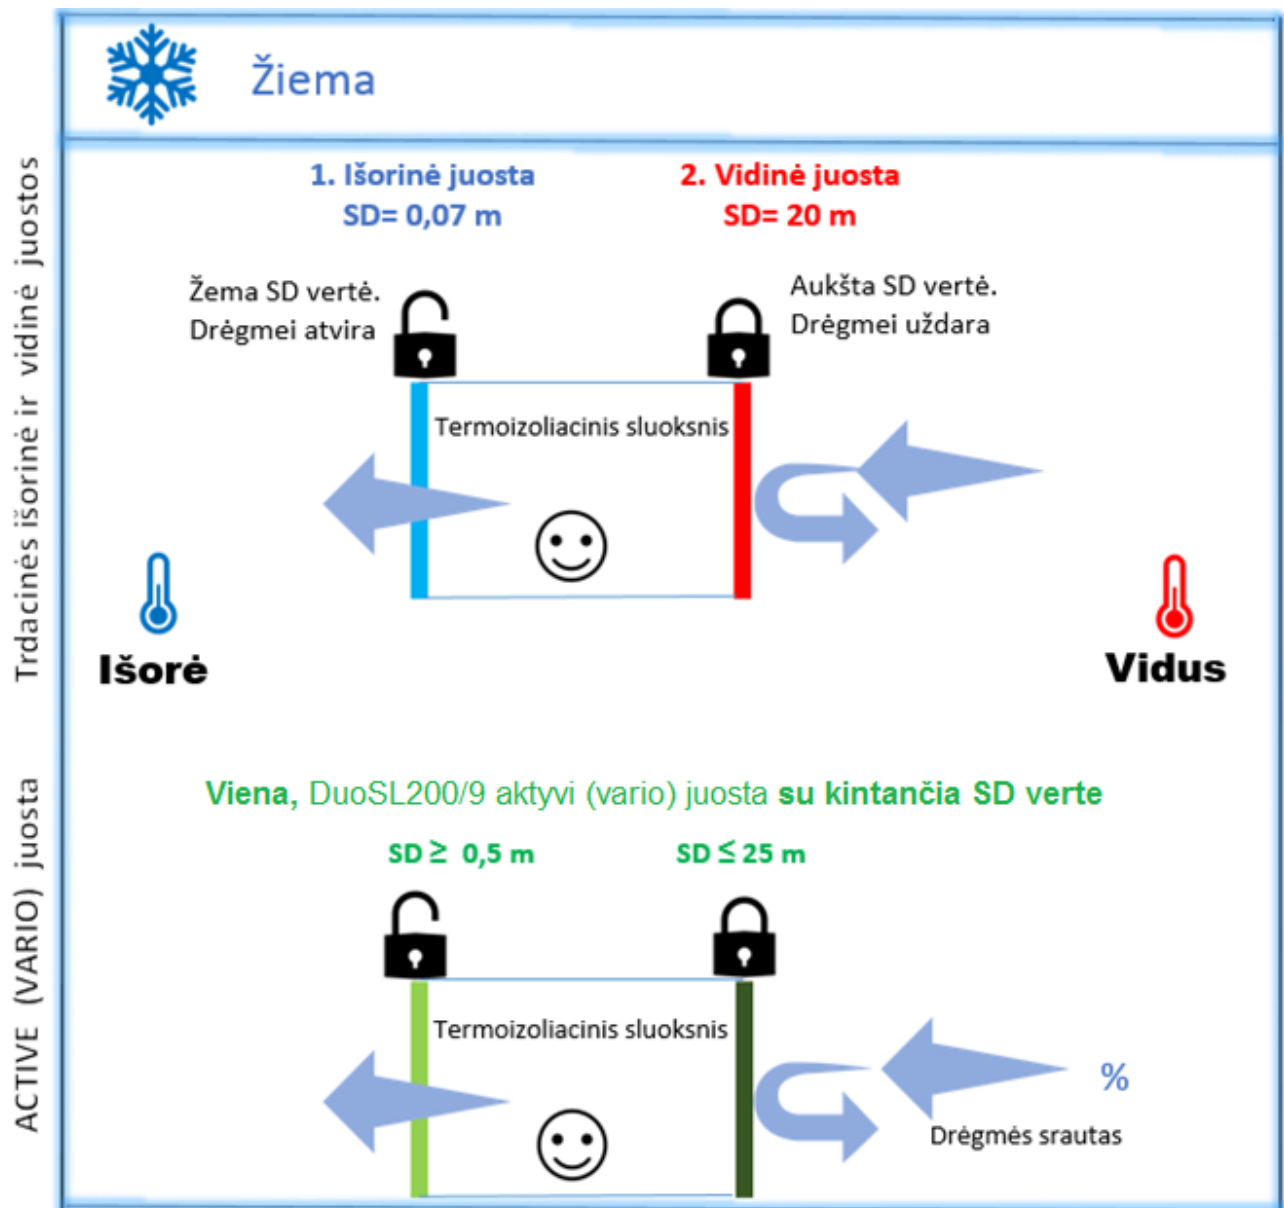 Žiema
Trdacinės išorinė ir vidinė juostos
1. Išorinė juosta
SD= 0,07 m
2. Vidinė juosta
SD= 20 m
Žema SD vertė.
Drėgmei atvira
Aukšta SD vertė.
Drėgmei uždara
Termoizoliacinis sluoksnis
Išorė
Vidus
ACTIVE (VARIO) juosta
Viena, DuoSL200/9 aktyvi (vario) juosta su kintančia SD verte
SD ≥ 0,5 m
SD ≤ 25 m
Termoizoliacinis sluoksnis
%
Drėgmės srautas